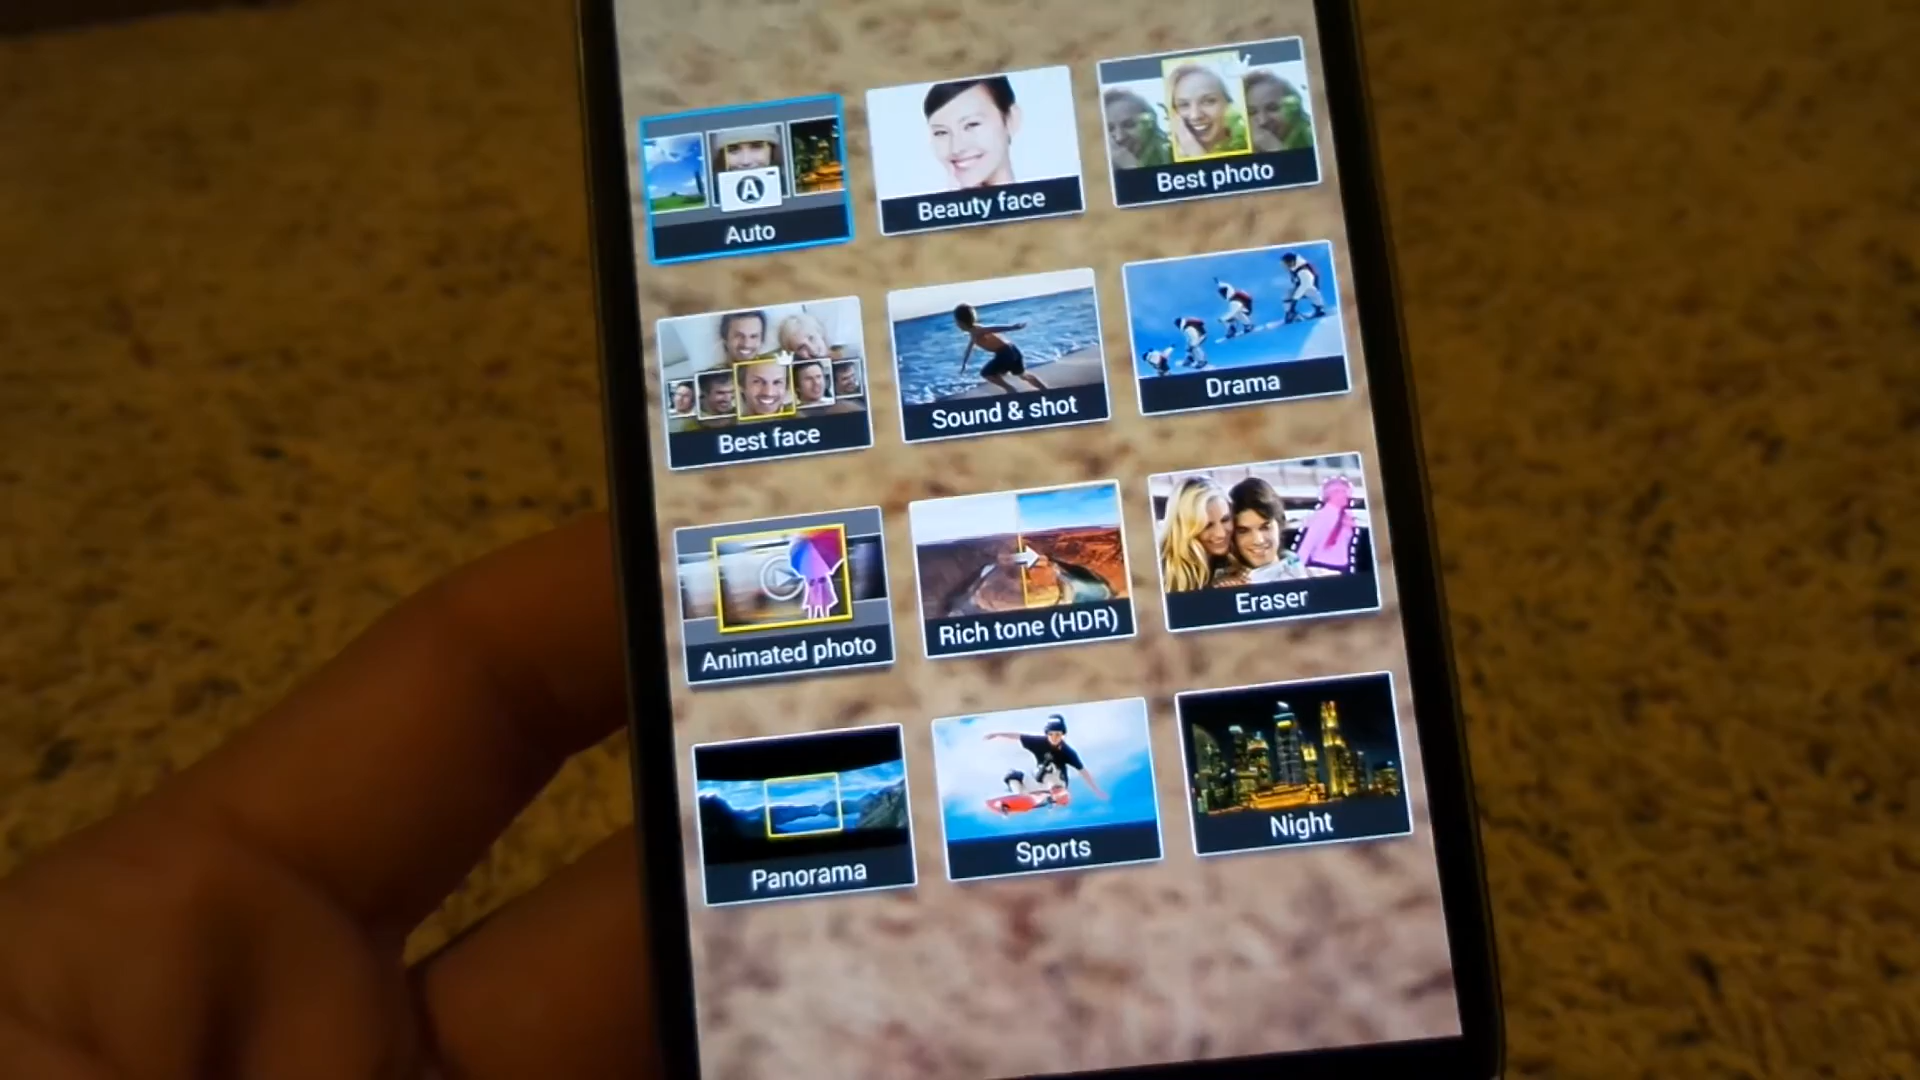 A
Auto
Beauty face
Best photo
Best face
Sound & shot
Drama
Animated photo
Rich tone (HDR)
Eraser
Panorama
Sports
Night